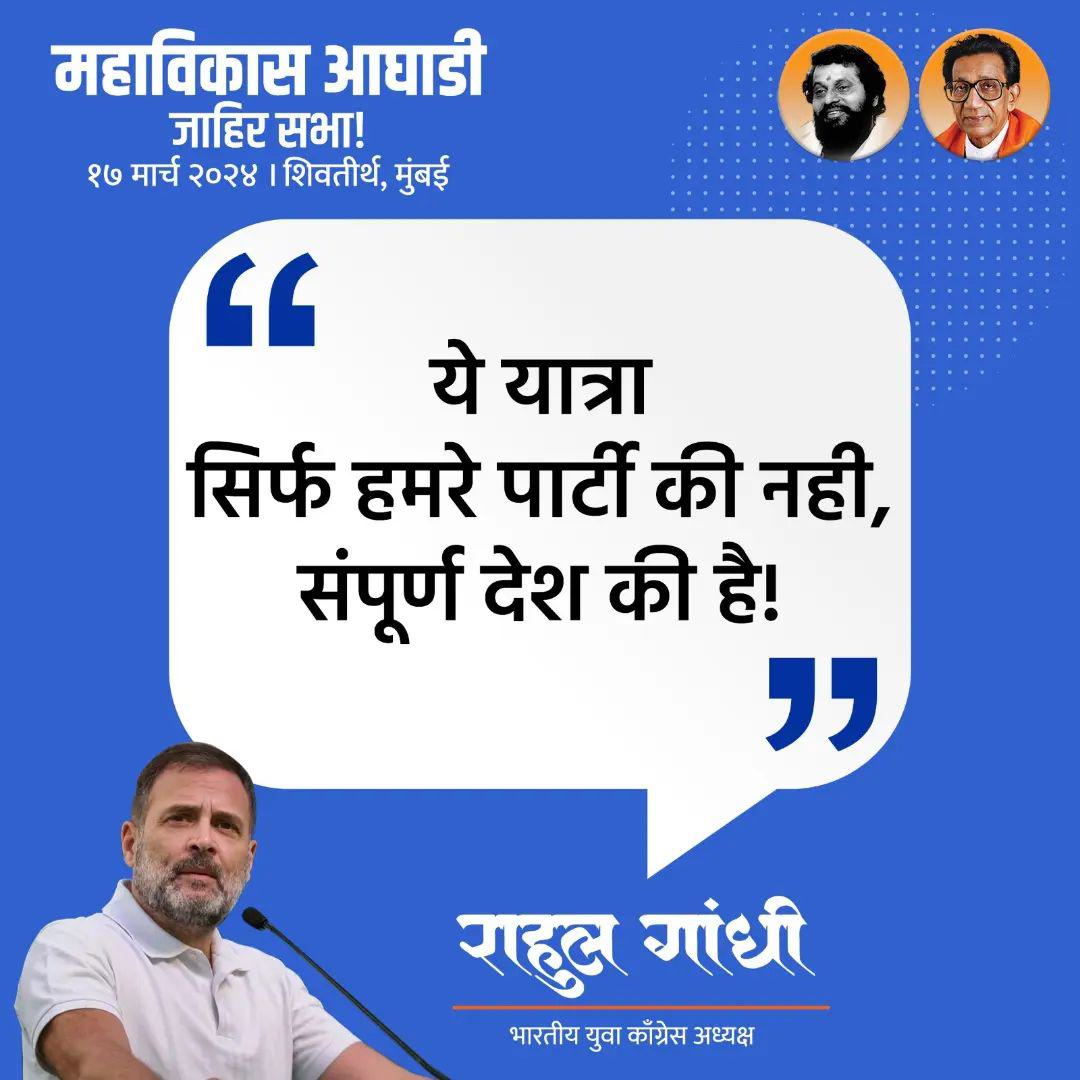 महाविकास आघाडी
जाहिर सभा!
१७ मार्च २०२४ । शिवतीर्थ, मुंबई
“
ये यात्रा
सिर्फ हमरे पार्टी की नही,
संपूर्ण देश की है!
”
राहुल गांधी
भारतीय युवा काँग्रेस अध्यक्ष